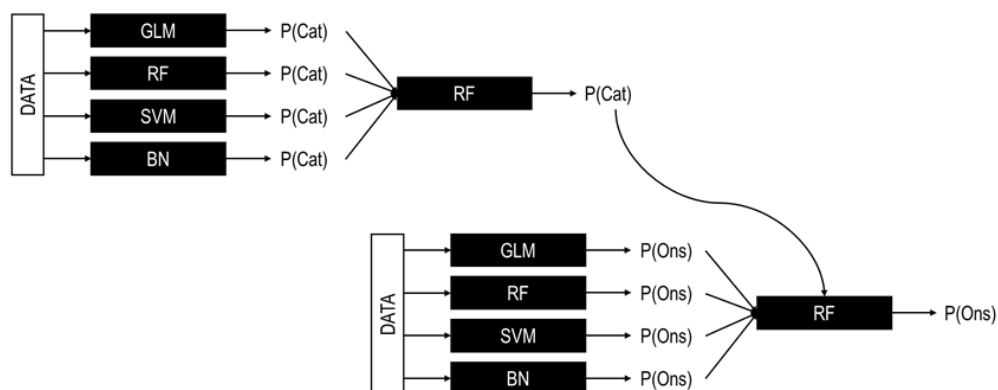 DATA
GLM P(Cat)
RF P(Cat)
SVM P(Cat)
BN P(Cat)
RF P(Cat)
DATA
GLM P(Ons)
RF P(Ons)
SVM P(Ons)
BN P(Ons)
RF P(Ons)